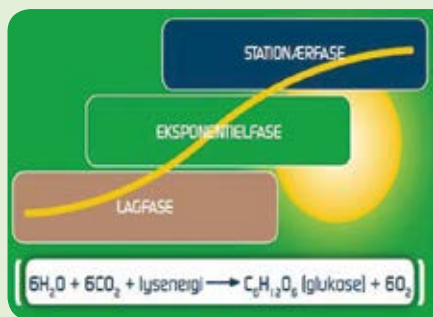 STATIONÆRFASE
EKSPONENTIELFASE
LAGFASE
6H₂O + 6CO₂ + lysenergi → C₆H₁₂O₆ (glukose) + 6O₂